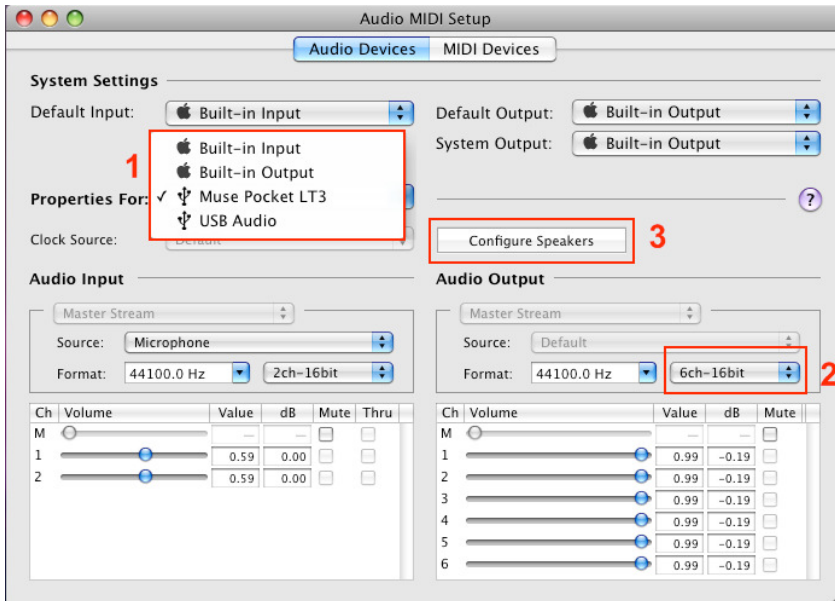 Audio MIDI Setup
Audio Devices MIDI Devices
System Settings
Default Input: Built-in Input
Default Output: Built-in Output
System Output: Built-in Output
1
Built-in Input
Built-in Output
Properties For: ✓ Muse Pocket LT3
USB Audio
?
Clock Source: Default
Configure Speakers 3
Audio Input
Master Stream
Source: Microphone
Format: 44100.0 Hz 2ch-16bit
Ch Volume Value dB Mute Thru
M — —
1 0.59 0.00
2 0.59 0.00
Audio Output
Master Stream
Source: Default
Format: 44100.0 Hz 6ch-16bit 2
Ch Volume Value dB Mute
M — —
1 0.99 -0.19
2 0.99 -0.19
3 0.99 -0.19
4 0.99 -0.19
5 0.99 -0.19
6 0.99 -0.19